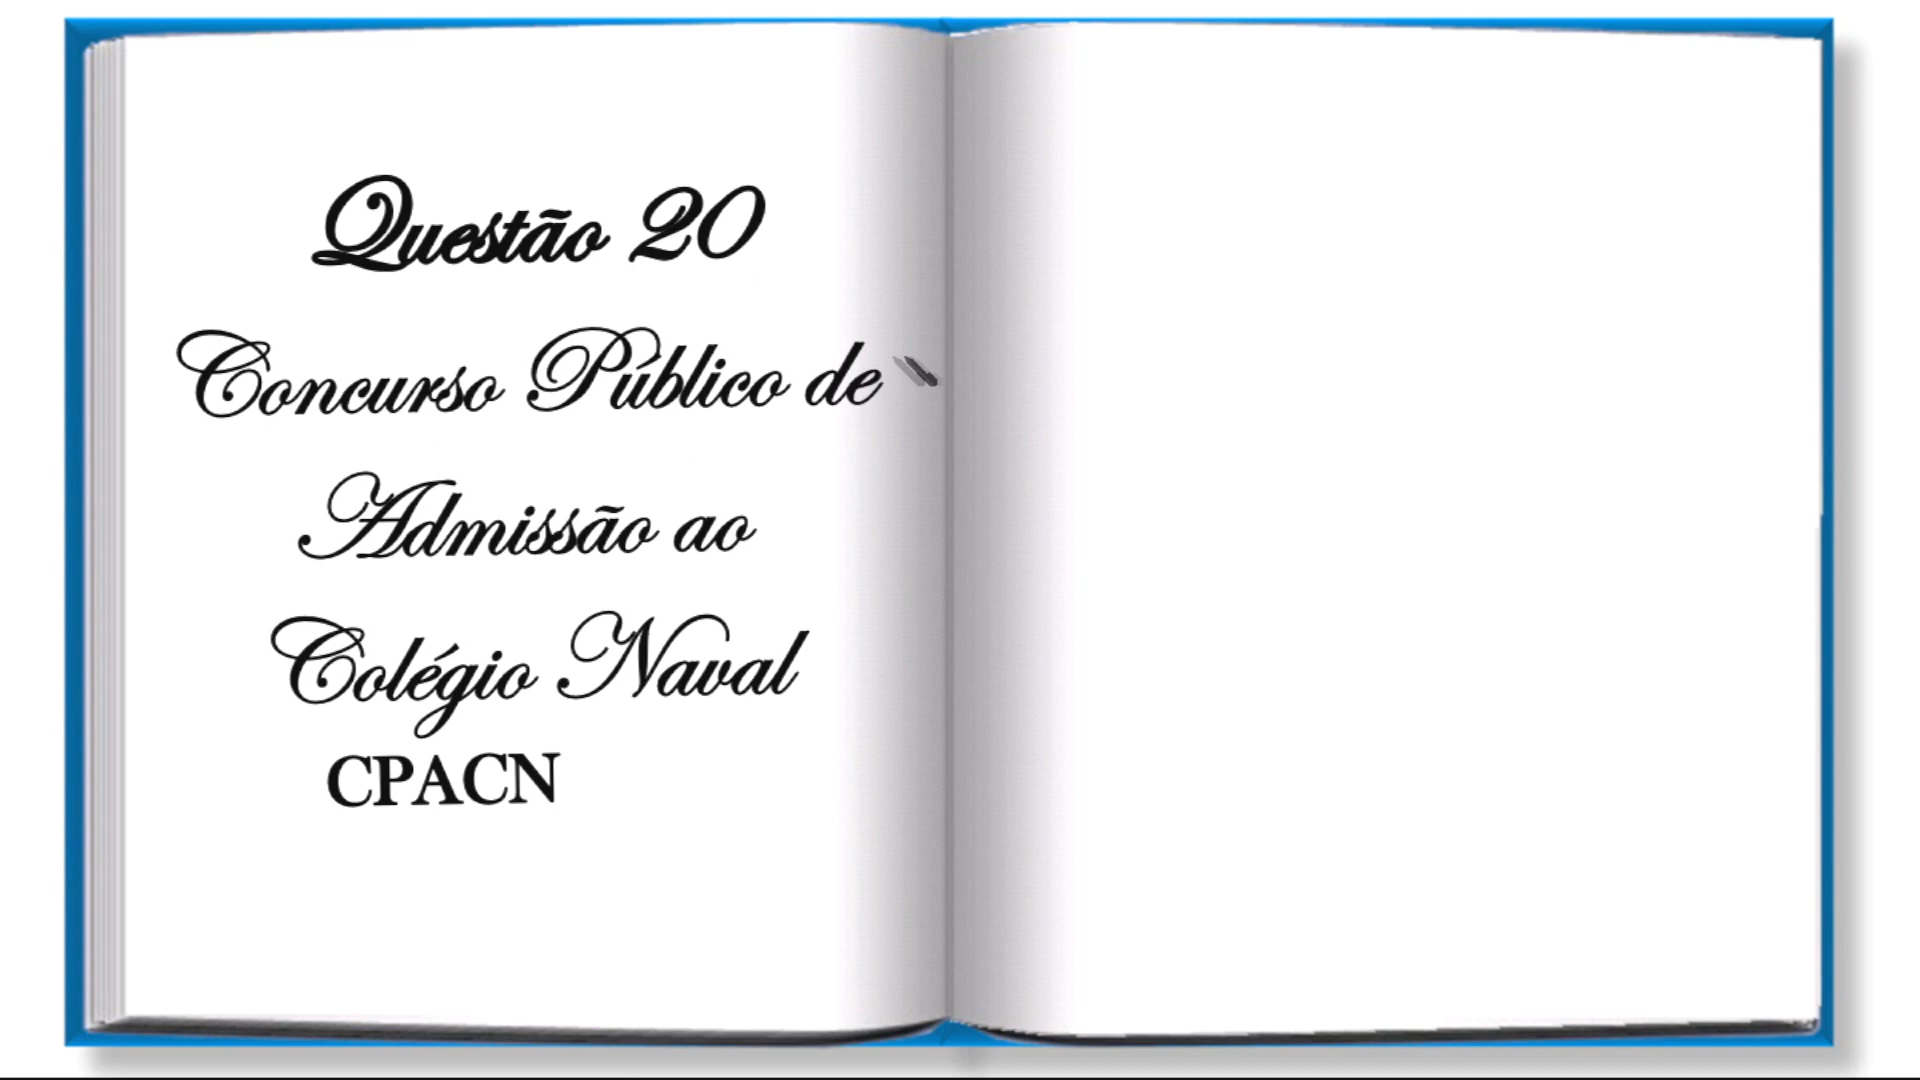 Questão 20
Concurso Público de
Admissão ao
Colégio Naval
CPACN